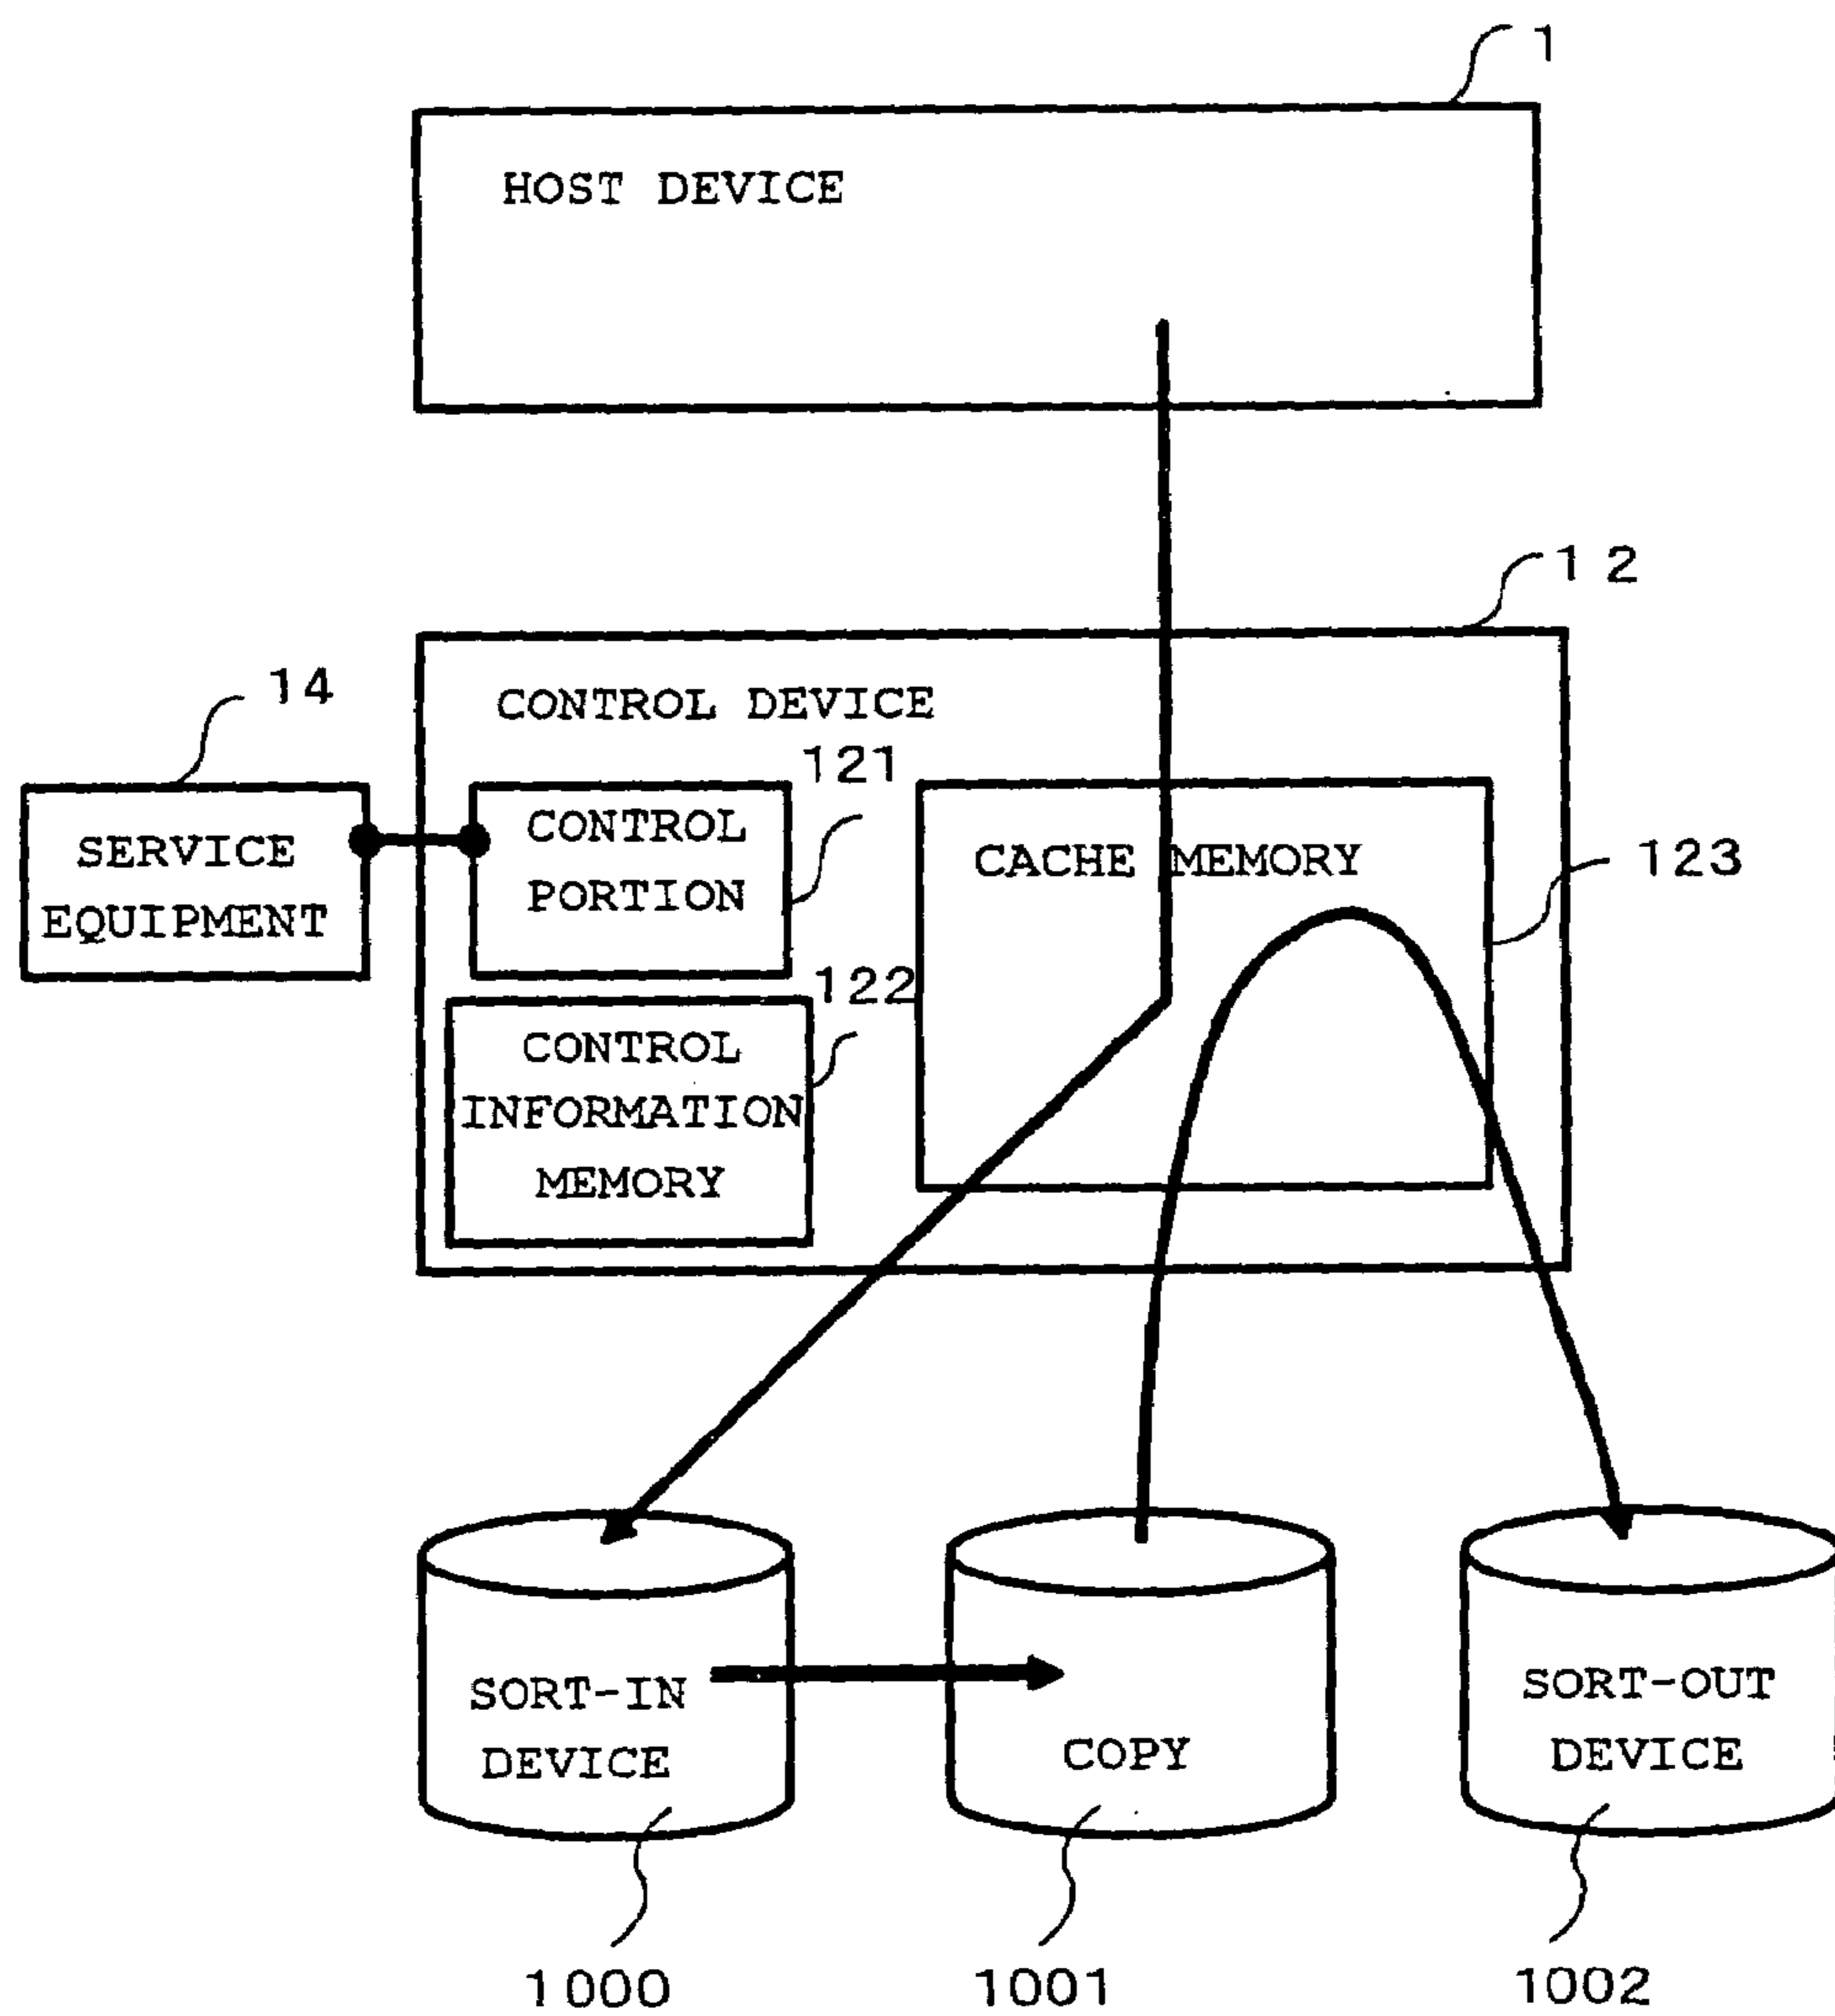 1
HOST DEVICE
12
14
CONTROL DEVICE
121
SERVICE
EQUIPMENT
CONTROL
PORTION
CACHE MEMORY
123
122
CONTROL
INFORMATION
MEMORY
SORT-IN
DEVICE
COPY
SORT-OUT
DEVICE
1000
1001
1002